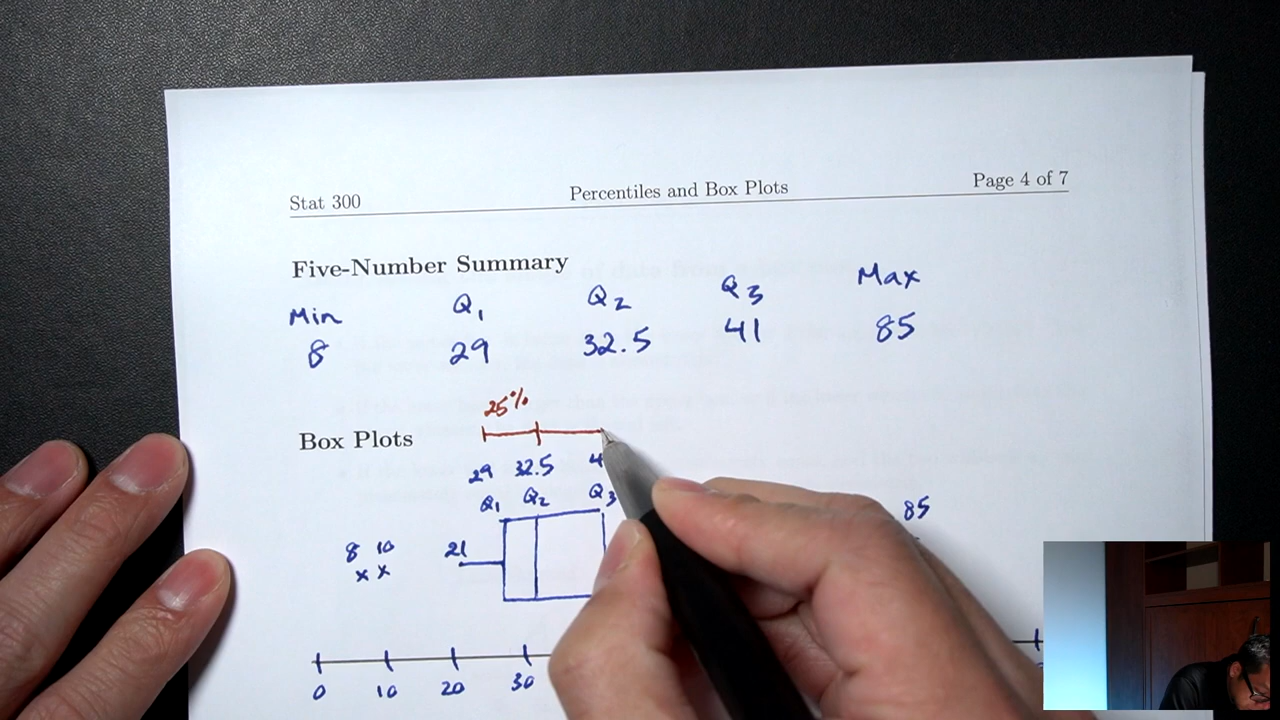 Stat 300 Percentiles and Box Plots Page 4 of 7
Five-Number Summary
Min Q1 Q2 Q3 Max
8 29 32.5 41 85
25%
Box Plots
29 32.5 4
Q1 Q2 Q3
85
8 10 21
x x
0 10 20 30